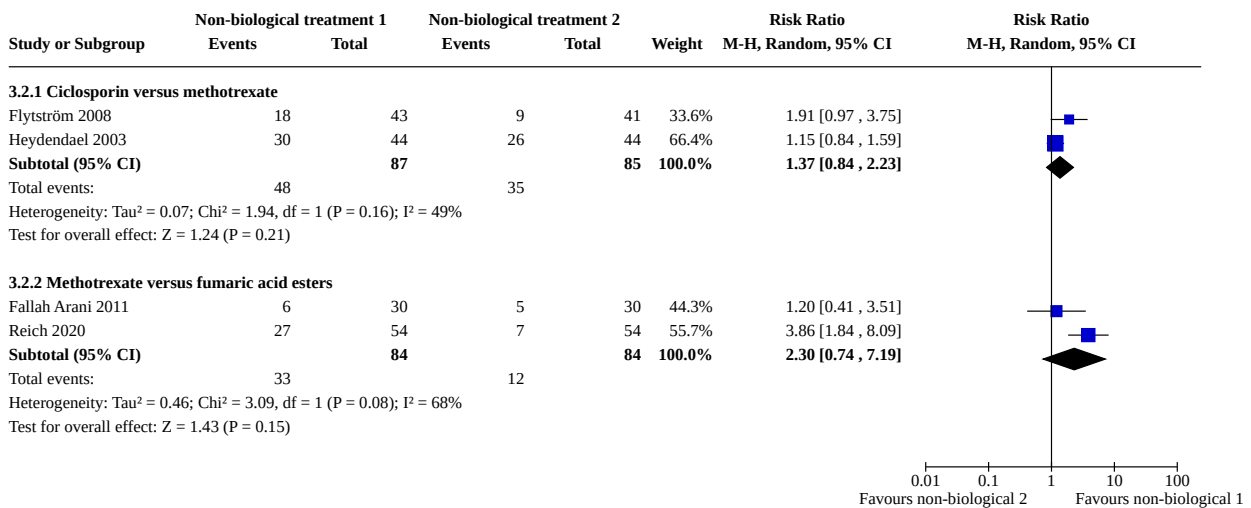 Non-biological treatment 1 Non-biological treatment 2 Risk Ratio Risk Ratio
Study or Subgroup Events Total Events Total Weight M-H, Random, 95% CI M-H, Random, 95% CI
3.2.1 Ciclosporin versus methotrexate
Flytström 2008 18 43 9 41 33.6% 1.91 [0.97 , 3.75]
Heydendael 2003 30 44 26 44 66.4% 1.15 [0.84 , 1.59]
Subtotal (95% CI) 87 85 100.0% 1.37 [0.84 , 2.23]
Total events: 48 35
Heterogeneity: Tau² = 0.07; Chi² = 1.94, df = 1 (P = 0.16); I² = 49%
Test for overall effect: Z = 1.24 (P = 0.21)
3.2.2 Methotrexate versus fumaric acid esters
Fallah Arani 2011 6 30 5 30 44.3% 1.20 [0.41 , 3.51]
Reich 2020 27 54 7 54 55.7% 3.86 [1.84 , 8.09]
Subtotal (95% CI) 84 84 100.0% 2.30 [0.74 , 7.19]
Total events: 33 12
Heterogeneity: Tau² = 0.46; Chi² = 3.09, df = 1 (P = 0.08); I² = 68%
Test for overall effect: Z = 1.43 (P = 0.15)
0.01 0.1 1 10 100
Favours non-biological 2 Favours non-biological 1